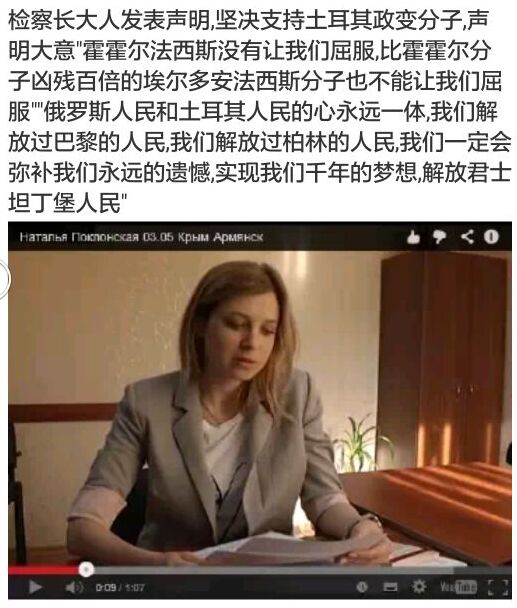 检察长大人发表声明,坚决支持土耳其政变分子,声
明大意"霍霍尔法西斯没有让我们屈服,比霍霍尔分
子凶残百倍的埃尔多安法西斯分子也不能让我们屈
服""俄罗斯人民和土耳其人民的心永远一体,我们解
放过巴黎的人民,我们解放过柏林的人民,我们一定会
弥补我们永远的遗憾,实现我们千年的梦想,解放君士
坦丁堡人民"
Наталья Поклонская 03.05 Крым Армянск
0:09 / 1:07
YouTube